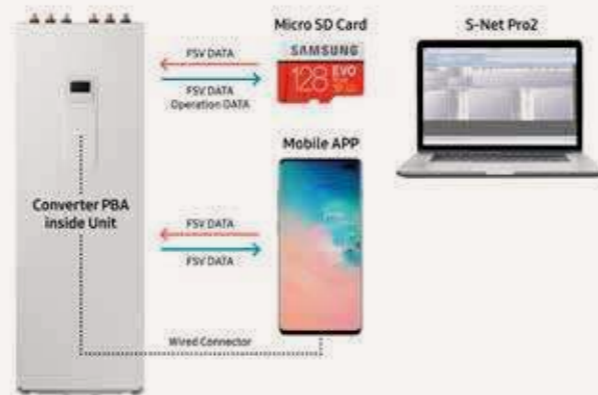 Micro SD Card
S-Net Pro2
FSV DATA
SAMSUNG
128 EVO
FSV DATA
Operation DATA
Mobile APP
Converter PBA
inside Unit
FSV DATA
FSV DATA
Wired Connector